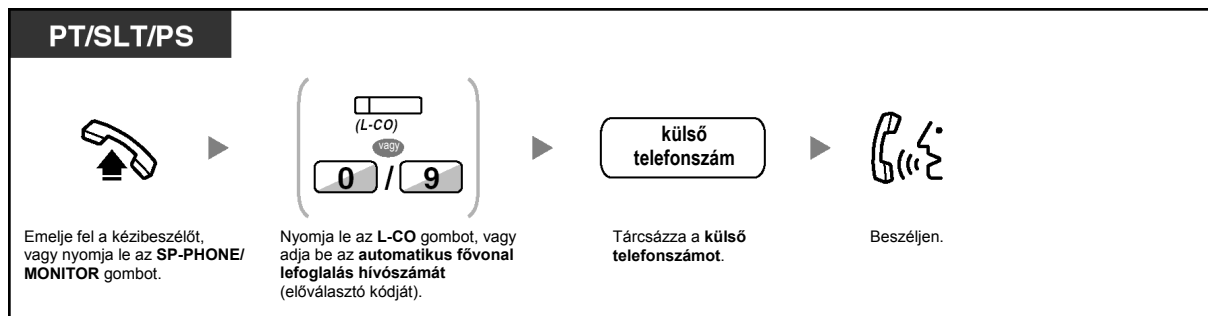 PT/SLT/PS
(L-CO)
vagy
0 / 9
külső
telefonszám
Emelje fel a kézibeszélőt,
vagy nyomja le az SP-PHONE/
MONITOR gombot.
Nyomja le az L-CO gombot, vagy
adja be az automatikus fővonal
lefoglalás hívószámát
(előválasztó kódját).
Tárcsázza a külső
telefonszámot.
Beszéljen.